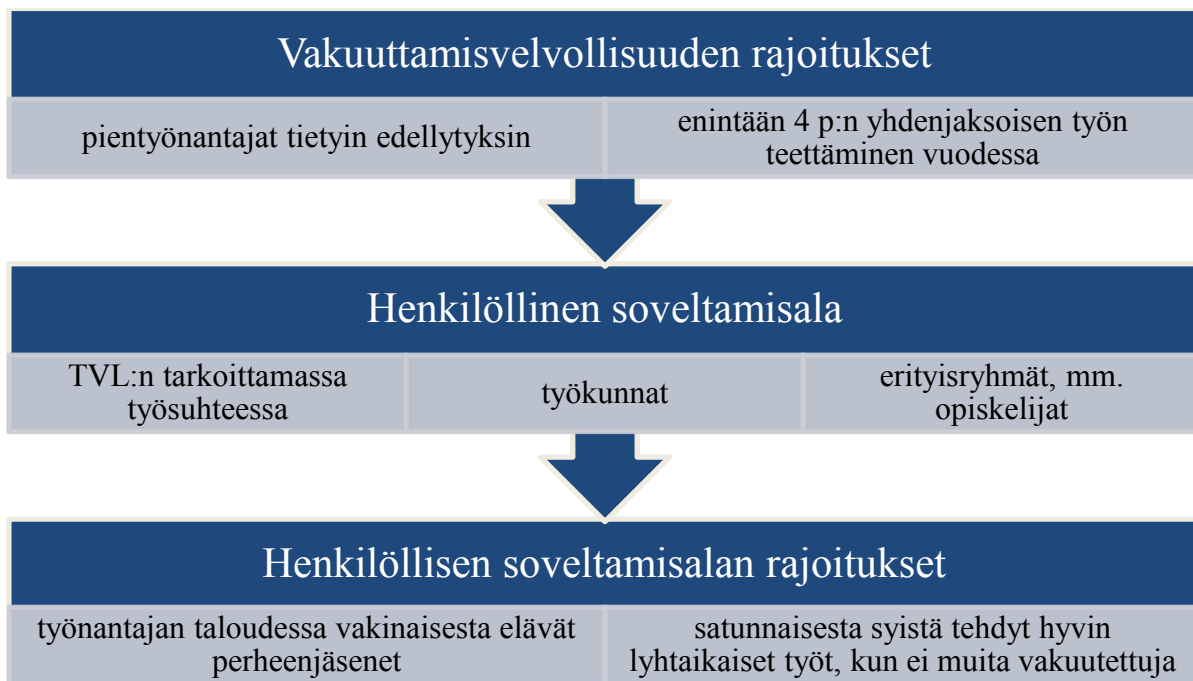 Vakuuttamisvelvollisuuden rajoitukset
pientyönantajat tietyin edellytyksin
enintään 4 p:n yhdenjaksoisen työn
teettäminen vuodessa
Henkilöllinen soveltamisala
TVL:n tarkoittamassa
työsuhteessa
työkunnat
erityisryhmät, mm.
opiskelijat
Henkilöllisen soveltamisalan rajoitukset
työnantajan taloudessa vakinaisesta elävät
perheenjäsenet
satunnaisesta syistä tehdyt hyvin
lyhtaikaiset työt, kun ei muita vakuutettuja